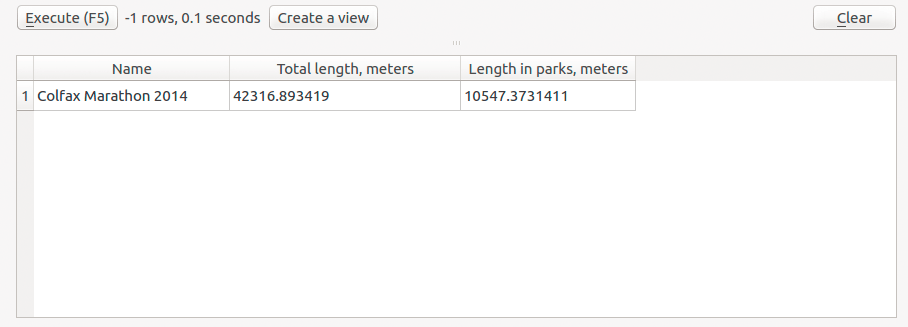 Execute (F5) -1 rows, 0.1 seconds Create a view Clear
Name Total length, meters Length in parks, meters
1 Colfax Marathon 2014 42316.893419 10547.3731411